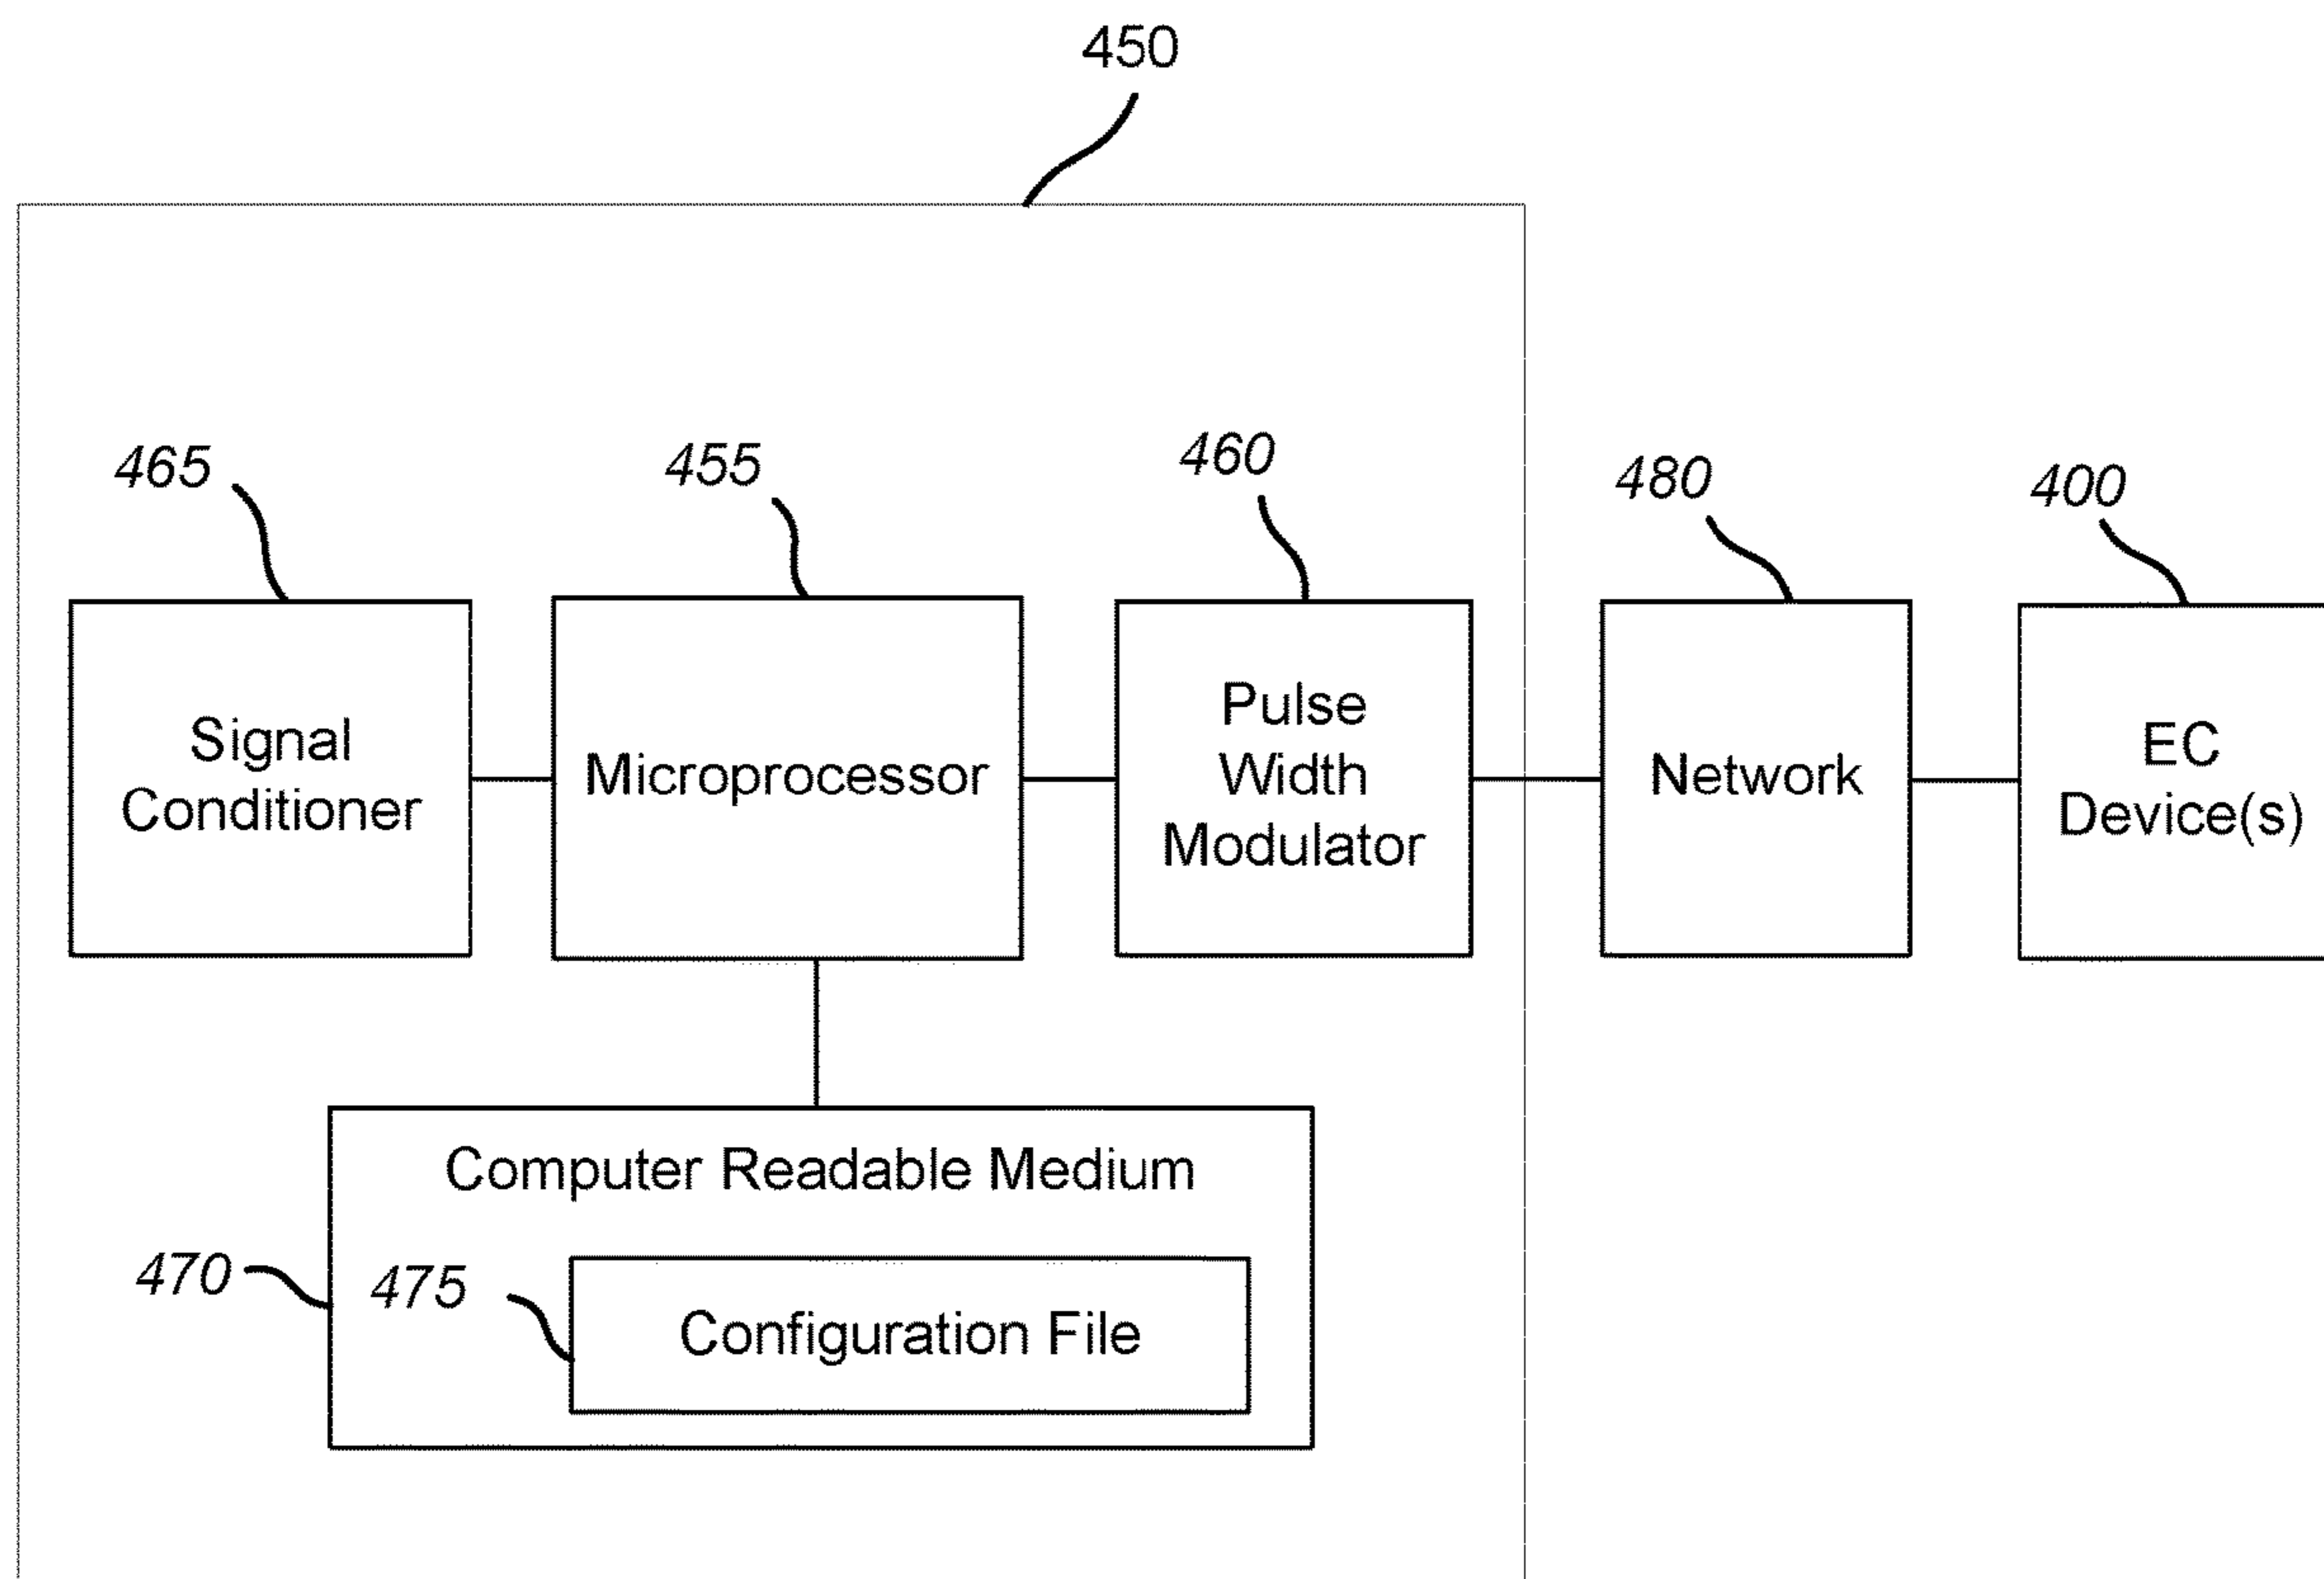 450
465
455
460
480
400
Signal
Conditioner
Microprocessor
Pulse
Width
Modulator
Network
EC
Device(s)
Computer Readable Medium
470
475
Configuration File